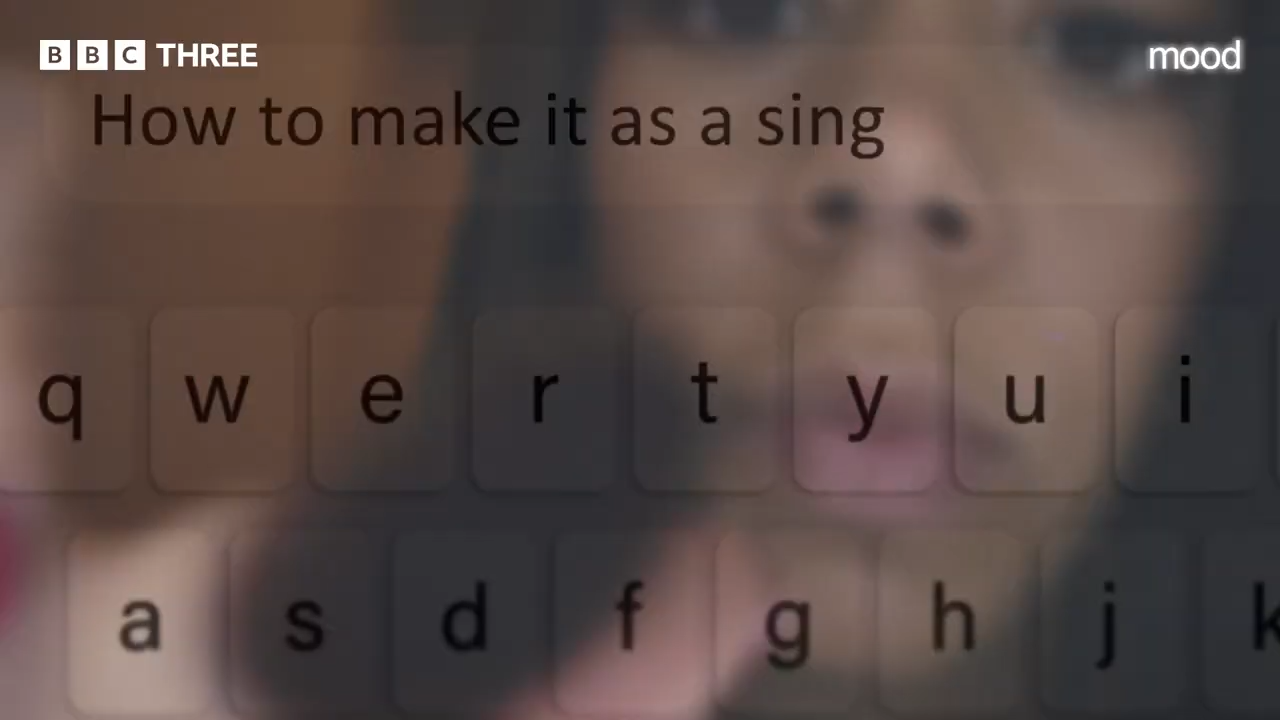 BBC THREE
mood
How to make it as a sing
q w e r t y u i
a s d f g h j k